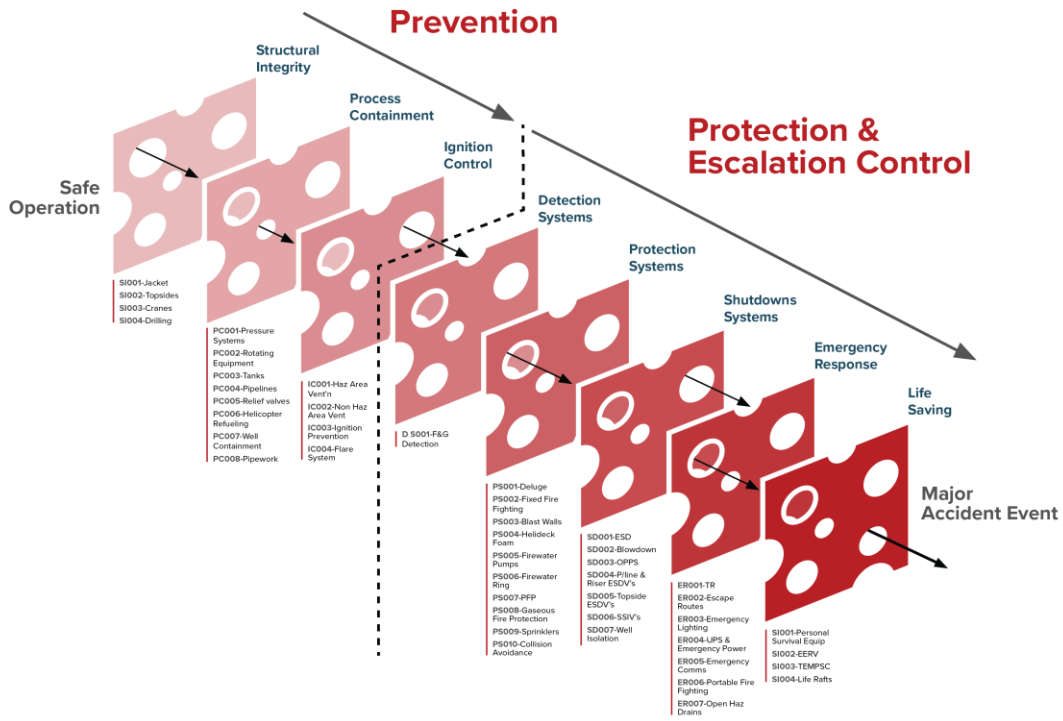 Prevention
Protection &
Escalation Control
Safe
Operation
Structural
Integrity
SI001-Jacket
SI002-Topsides
SI003-Cranes
SI004-Drilling
Process
Containment
PC001-Pressure
Systems
PC002-Rotating
Equipment
PC003-Tanks
PC004-Pipelines
PC005-Relief valves
PC006-Helicopter
Refueling
PC007-Well
Containment
PC008-Pipework
Ignition
Control
IC001-Haz Area
Vent'n
IC002-Non Haz
Area Vent
IC003-Ignition
Prevention
IC004-Flare
System
Detection
Systems
D S001-F&G
Detection
Protection
Systems
PS001-Deluge
PS002-Fixed Fire
Fighting
PS003-Blast Walls
PS004-Helideck
Foam
PS005-Firewater
Pumps
PS006-Firewater
Ring
PS007-PFP
PS008-Gaseous
Fire Protection
PS009-Sprinklers
PS010-Collision
Avoidance
Shutdowns
Systems
SD001-ESD
SD002-Blowdown
SD003-OPPS
SD004-P/line &
Riser ESDV's
SD005-Topside
ESDV's
SD006-SSIV's
SD007-Well
Isolation
Emergency
Response
ER001-TR
ER002-Escape
Routes
ER003-Emergency
Lighting
ER004-UPS &
Emergency Power
ER005-Emergency
Comms
ER006-Portable Fire
Fighting
ER007-Open Haz
Drains
Life
Saving
SI001-Personal
Survival Equip
SI002-EERV
SI003-TEMPSC
SI004-Life Rafts
Major
Accident Event